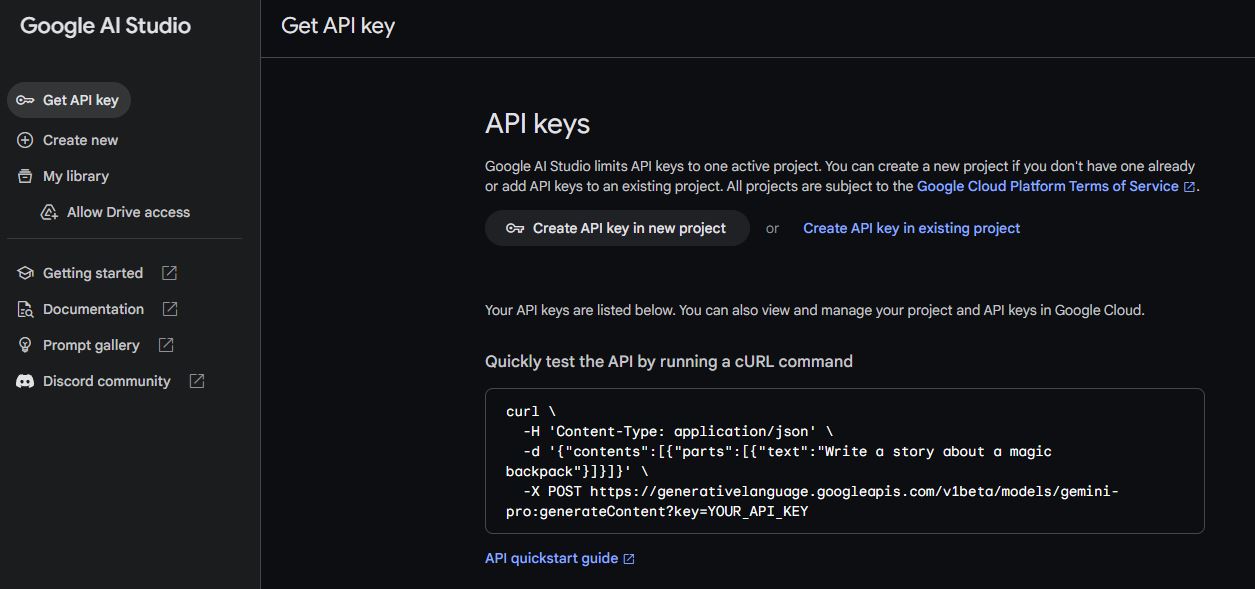 Google AI Studio
Get API key
Get API key
Create new
My library
Allow Drive access
Getting started
Documentation
Prompt gallery
Discord community
API keys
Google AI Studio limits API keys to one active project. You can create a new project if you don't have one already
or add API keys to an existing project. All projects are subject to the Google Cloud Platform Terms of Service.
Create API key in new project or Create API key in existing project
Your API keys are listed below. You can also view and manage your project and API keys in Google Cloud.
Quickly test the API by running a cURL command
curl \
-H 'Content-Type: application/json' \
-d '{"contents":[{"parts":[{"text":"Write a story about a magic
backpack"}]}]}' \
-X POST https://generativelanguage.googleapis.com/v1beta/models/gemini-
pro:generateContent?key=YOUR_API_KEY
API quickstart guide